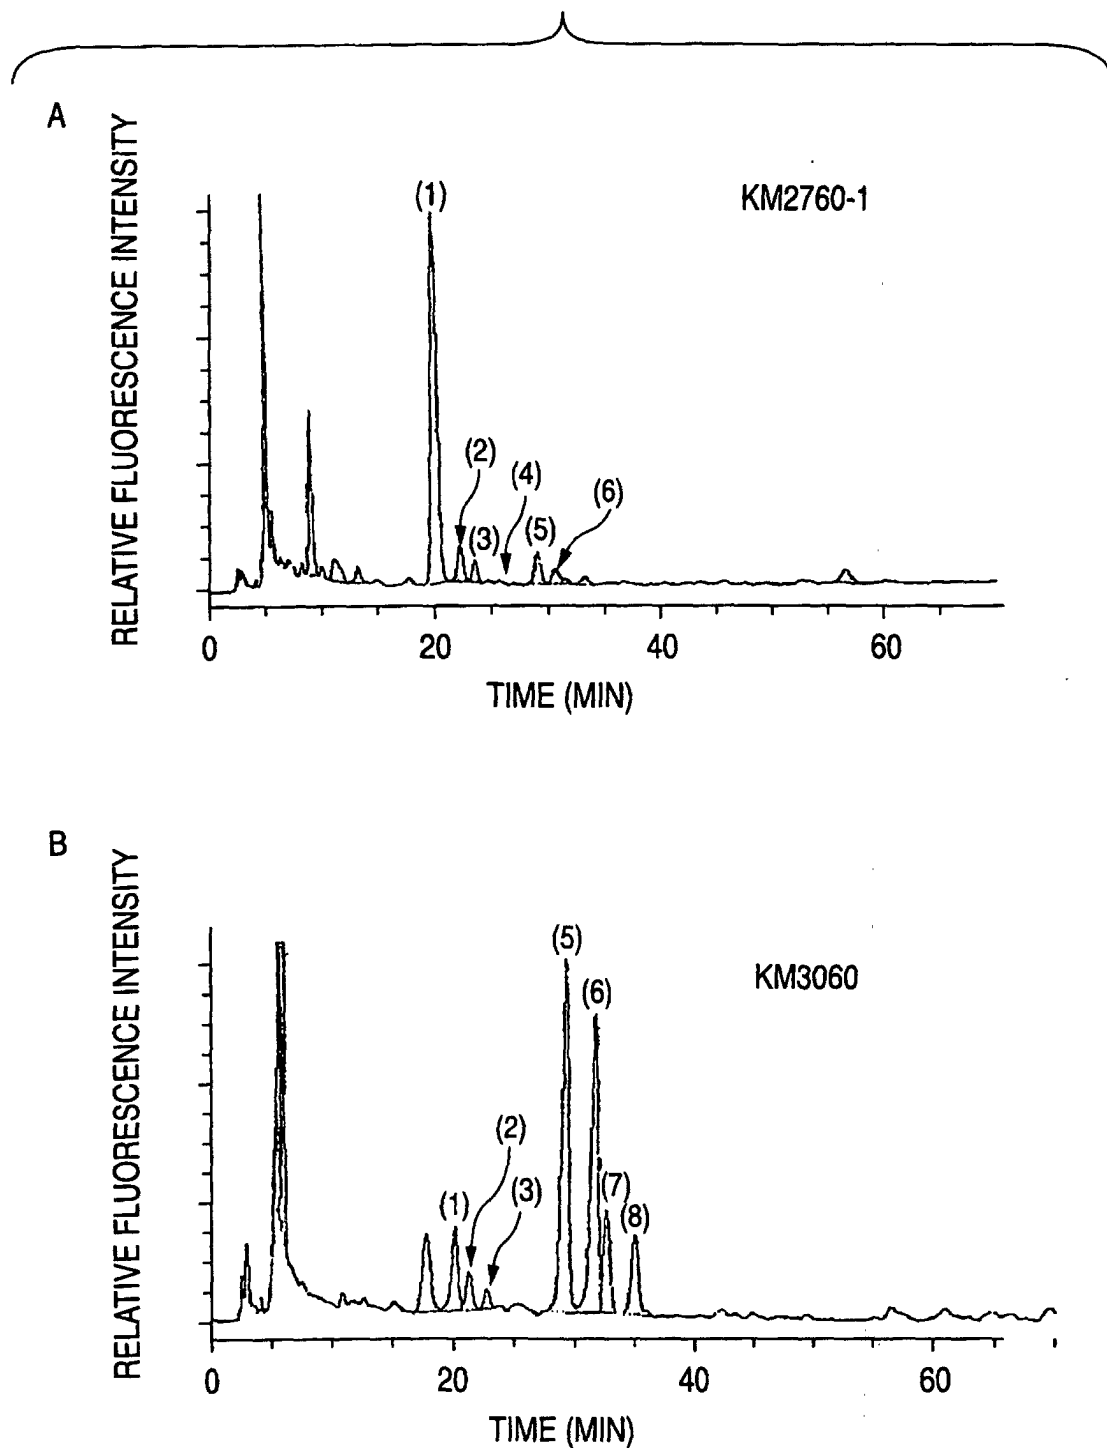 A
RELATIVE FLUORESCENCE INTENSITY
KM2760-1
(1)
(2)
(3)
(4)
(5)
(6)
0 20 40 60
TIME (MIN)
B
RELATIVE FLUORESCENCE INTENSITY
KM3060
(1)
(2)
(3)
(5)
(6)
(7)
(8)
0 20 40 60
TIME (MIN)